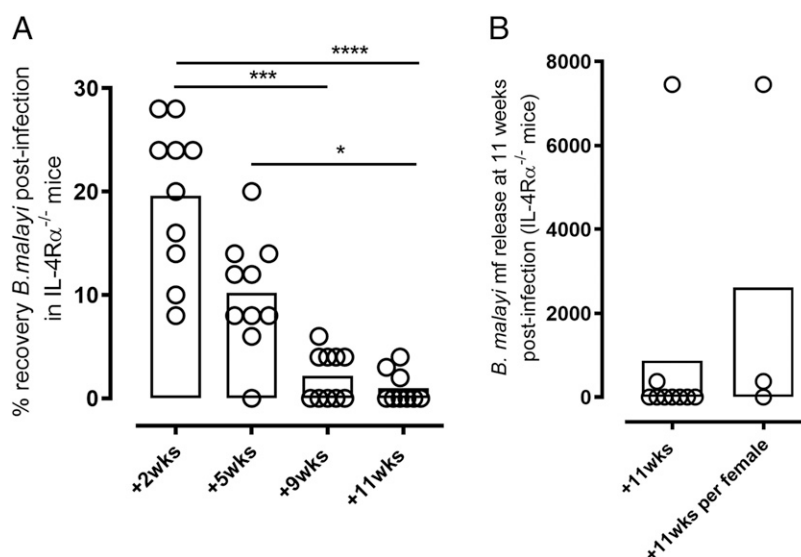 A
% recovery B.malayi post-infection
in IL-4Rα-/- mice
30
20
10
0
****
***
*
+2wks
+5wks
+9wks
+11wks
B
B. malayi mf release at 11 weeks
post-infection (IL-4Rα-/- mice)
8000
6000
4000
2000
0
+11wks
+11wks per female